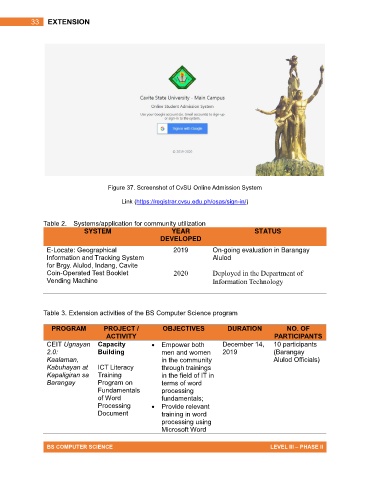 33 EXTENSION
Cavite State University - Main Campus
Online Student Admission System
Use your Google account (i.e. Gmail accounts) to sign up
or sign in to the system.
Sign in with Google
© 2019-2020
Figure 37. Screenshot of CvSU Online Admission System
Link (https://registrar.cvsu.edu.ph/osas/sign-in/)
Table 2. Systems/application for community utilization
SYSTEM YEAR DEVELOPED STATUS
E-Locate: Geographical 2019 On-going evaluation in Barangay
Information and Tracking System Alulod
for Brgy. Alulod, Indang, Cavite
Coin-Operated Test Booklet 2020 Deployed in the Department of
Vending Machine Information Technology
Table 3. Extension activities of the BS Computer Science program
PROGRAM PROJECT / OBJECTIVES DURATION NO. OF
ACTIVITY PARTICIPANTS
CEIT Ugnayan Capacity • Empower both December 14, 10 participants
2.0: Building men and women 2019 (Barangay
Kaalaman, in the community Alulod Officials)
Kabuhayan at ICT Literacy through trainings
Kapaligiran sa Training in the field of IT in
Barangay Program on terms of word
Fundamentals processing
of Word fundamentals;
Processing • Provide relevant
Document training in word
processing using
Microsoft Word
BS COMPUTER SCIENCE LEVEL III – PHASE II